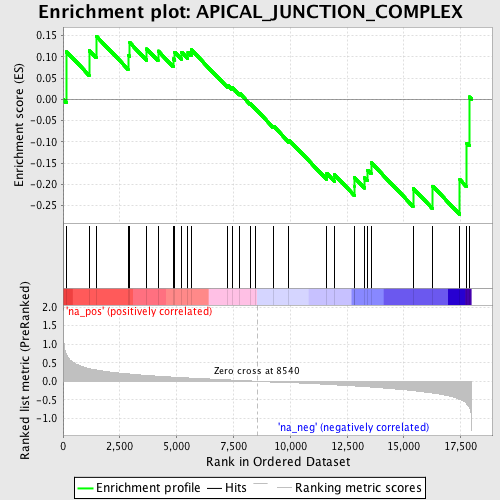 Enrichment plot: APICAL_JUNCTION_COMPLEX
Enrichment score (ES)
0.15
0.10
0.05
0.00
-0.05
-0.10
-0.15
-0.20
-0.25
'na_pos' (positively correlated)
Ranked list metric (PreRanked)
2.0
1.5
1.0
0.5
0.0
-0.5
-1.0
Zero cross at 8540
'na_neg' (negatively correlated)
0 2,500 5,000 7,500 10,000 12,500 15,000 17,500
Rank in Ordered Dataset
Enrichment profile Hits Ranking metric scores